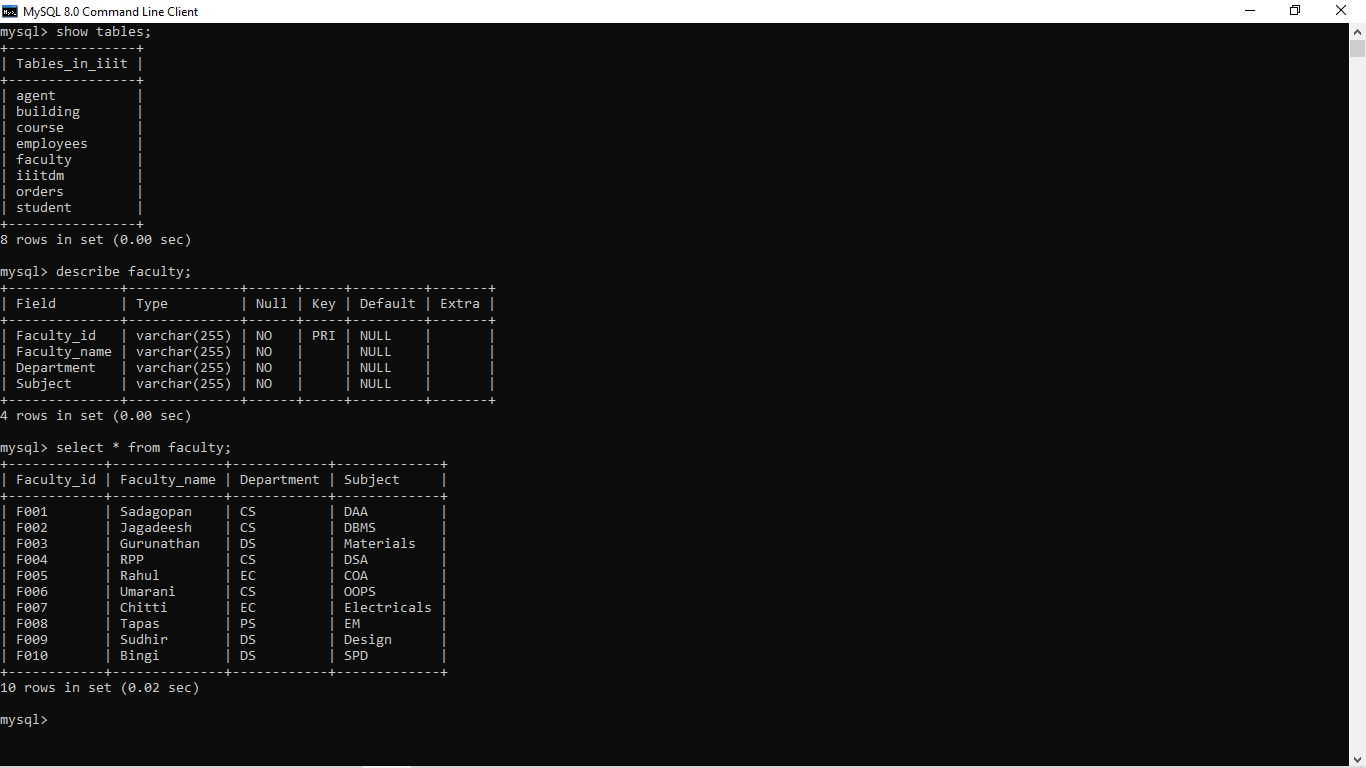 MySQL 8.0 Command Line Client
mysql> show tables;
+----------------+
| Tables_in_iiit |
+----------------+
| agent          |
| building       |
| course         |
| employees      |
| faculty        |
| iiitdm         |
| orders         |
| student        |
+----------------+
8 rows in set (0.00 sec)

mysql> describe faculty;
+--------------+--------------+------+-----+---------+-------+
| Field        | Type         | Null | Key | Default | Extra |
+--------------+--------------+------+-----+---------+-------+
| Faculty_id   | varchar(255) | NO   | PRI | NULL    |       |
| Faculty_name | varchar(255) | NO   |     | NULL    |       |
| Department   | varchar(255) | NO   |     | NULL    |       |
| Subject      | varchar(255) | NO   |     | NULL    |       |
+--------------+--------------+------+-----+---------+-------+
4 rows in set (0.00 sec)

mysql> select * from faculty;
+------------+--------------+------------+-------------+
| Faculty_id | Faculty_name | Department | Subject     |
+------------+--------------+------------+-------------+
| F001       | Sadagopan    | CS         | DAA         |
| F002       | Jagadeesh    | CS         | DBMS        |
| F003       | Gurunathan   | DS         | Materials   |
| F004       | RPP          | CS         | DSA         |
| F005       | Rahul        | EC         | COA         |
| F006       | Umarani      | CS         | OOPS        |
| F007       | Chitti       | EC         | Electricals |
| F008       | Tapas        | PS         | EM          |
| F009       | Sudhir       | DS         | Design      |
| F010       | Bingi        | DS         | SPD         |
+------------+--------------+------------+-------------+
10 rows in set (0.02 sec)

mysql>